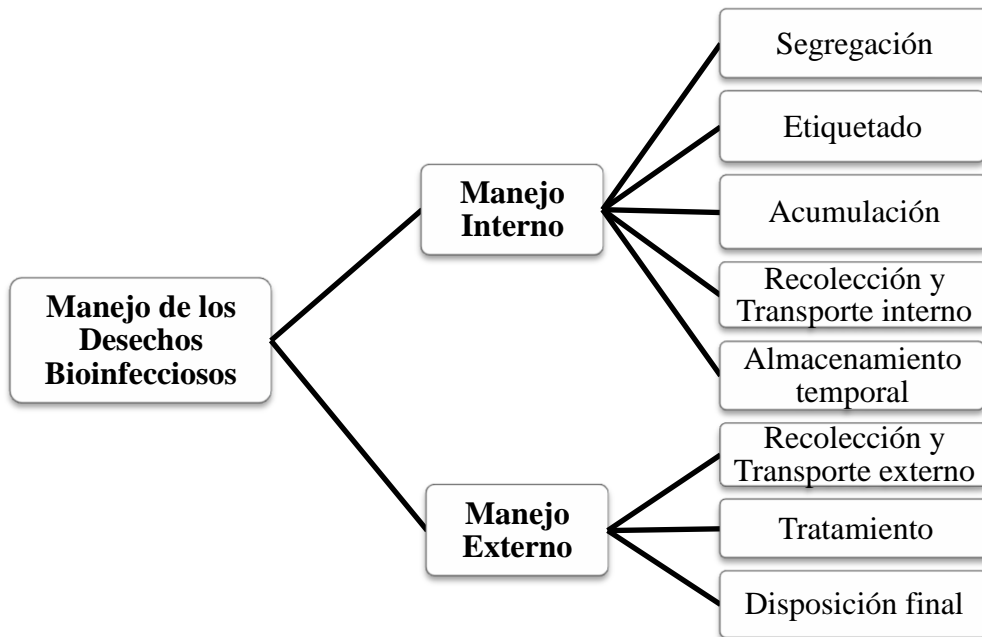 Manejo de los
Desechos
Bioinfecciosos
Manejo
Interno
Segregación
Etiquetado
Acumulación
Recolección y
Transporte interno
Almacenamiento
temporal
Manejo
Externo
Recolección y
Transporte externo
Tratamiento
Disposición final